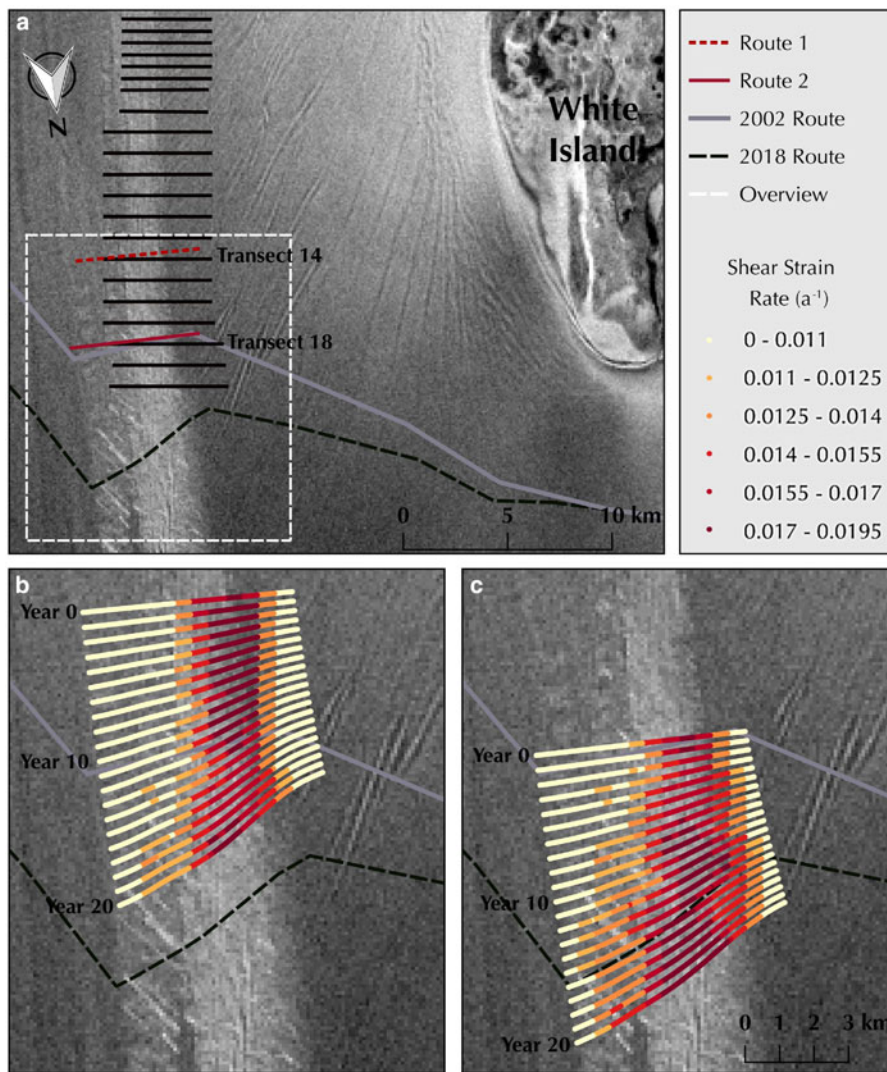 a
N
White
Island
Transect 14
Transect 18
0 5 10 km
Route 1
Route 2
2002 Route
2018 Route
Overview
Shear Strain
Rate (a⁻¹)
0 - 0.011
0.011 - 0.0125
0.0125 - 0.014
0.014 - 0.0155
0.0155 - 0.017
0.017 - 0.0195
b
Year 0
Year 10
Year 20
c
Year 0
Year 10
Year 20
0 1 2 3 km